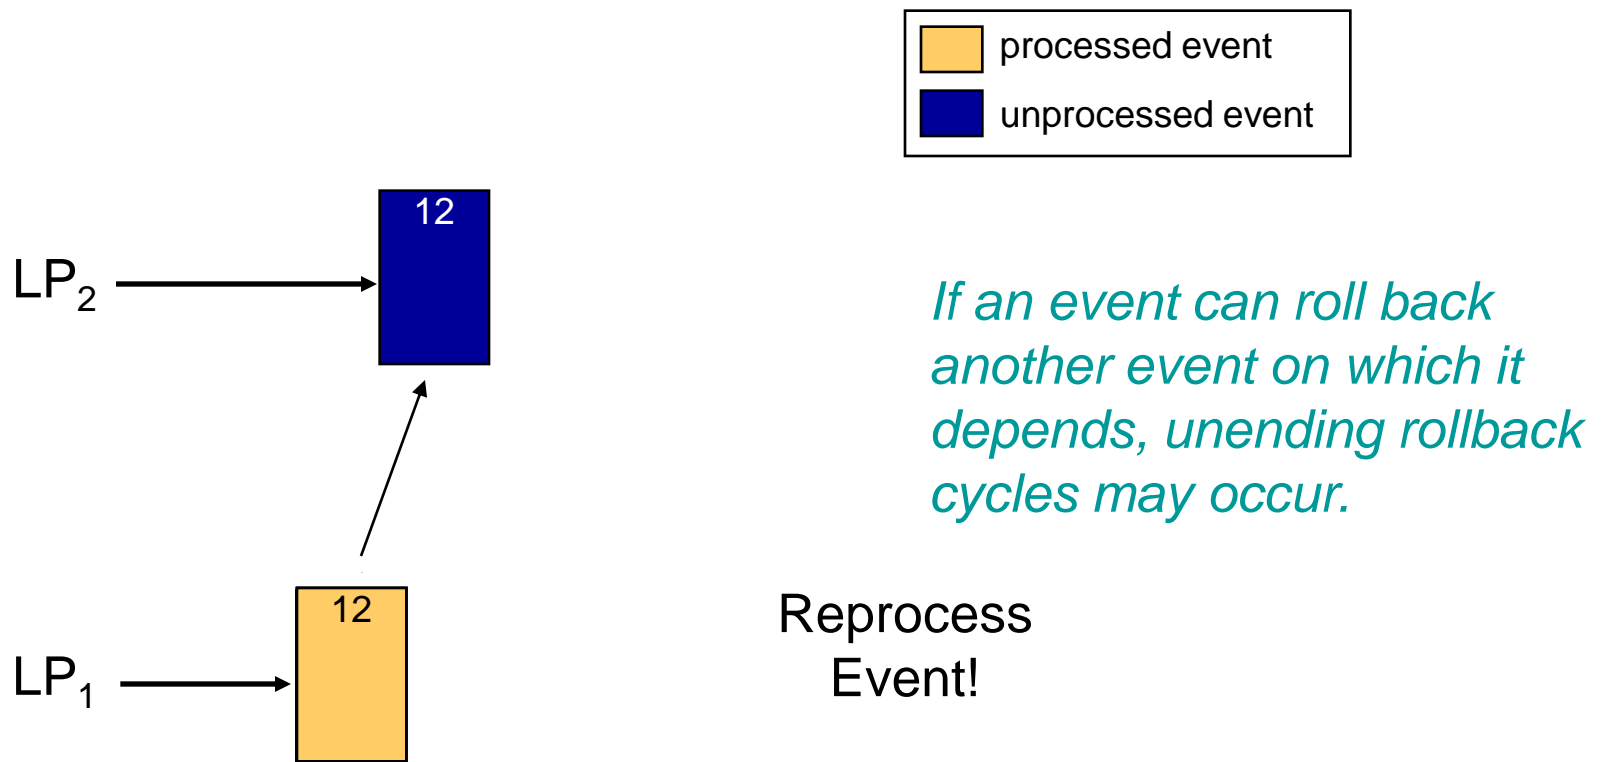 processed event
unprocessed event
12
LP2
If an event can roll back
another event on which it
depends, unending rollback
cycles may occur.
12
Reprocess
Event!
LP1